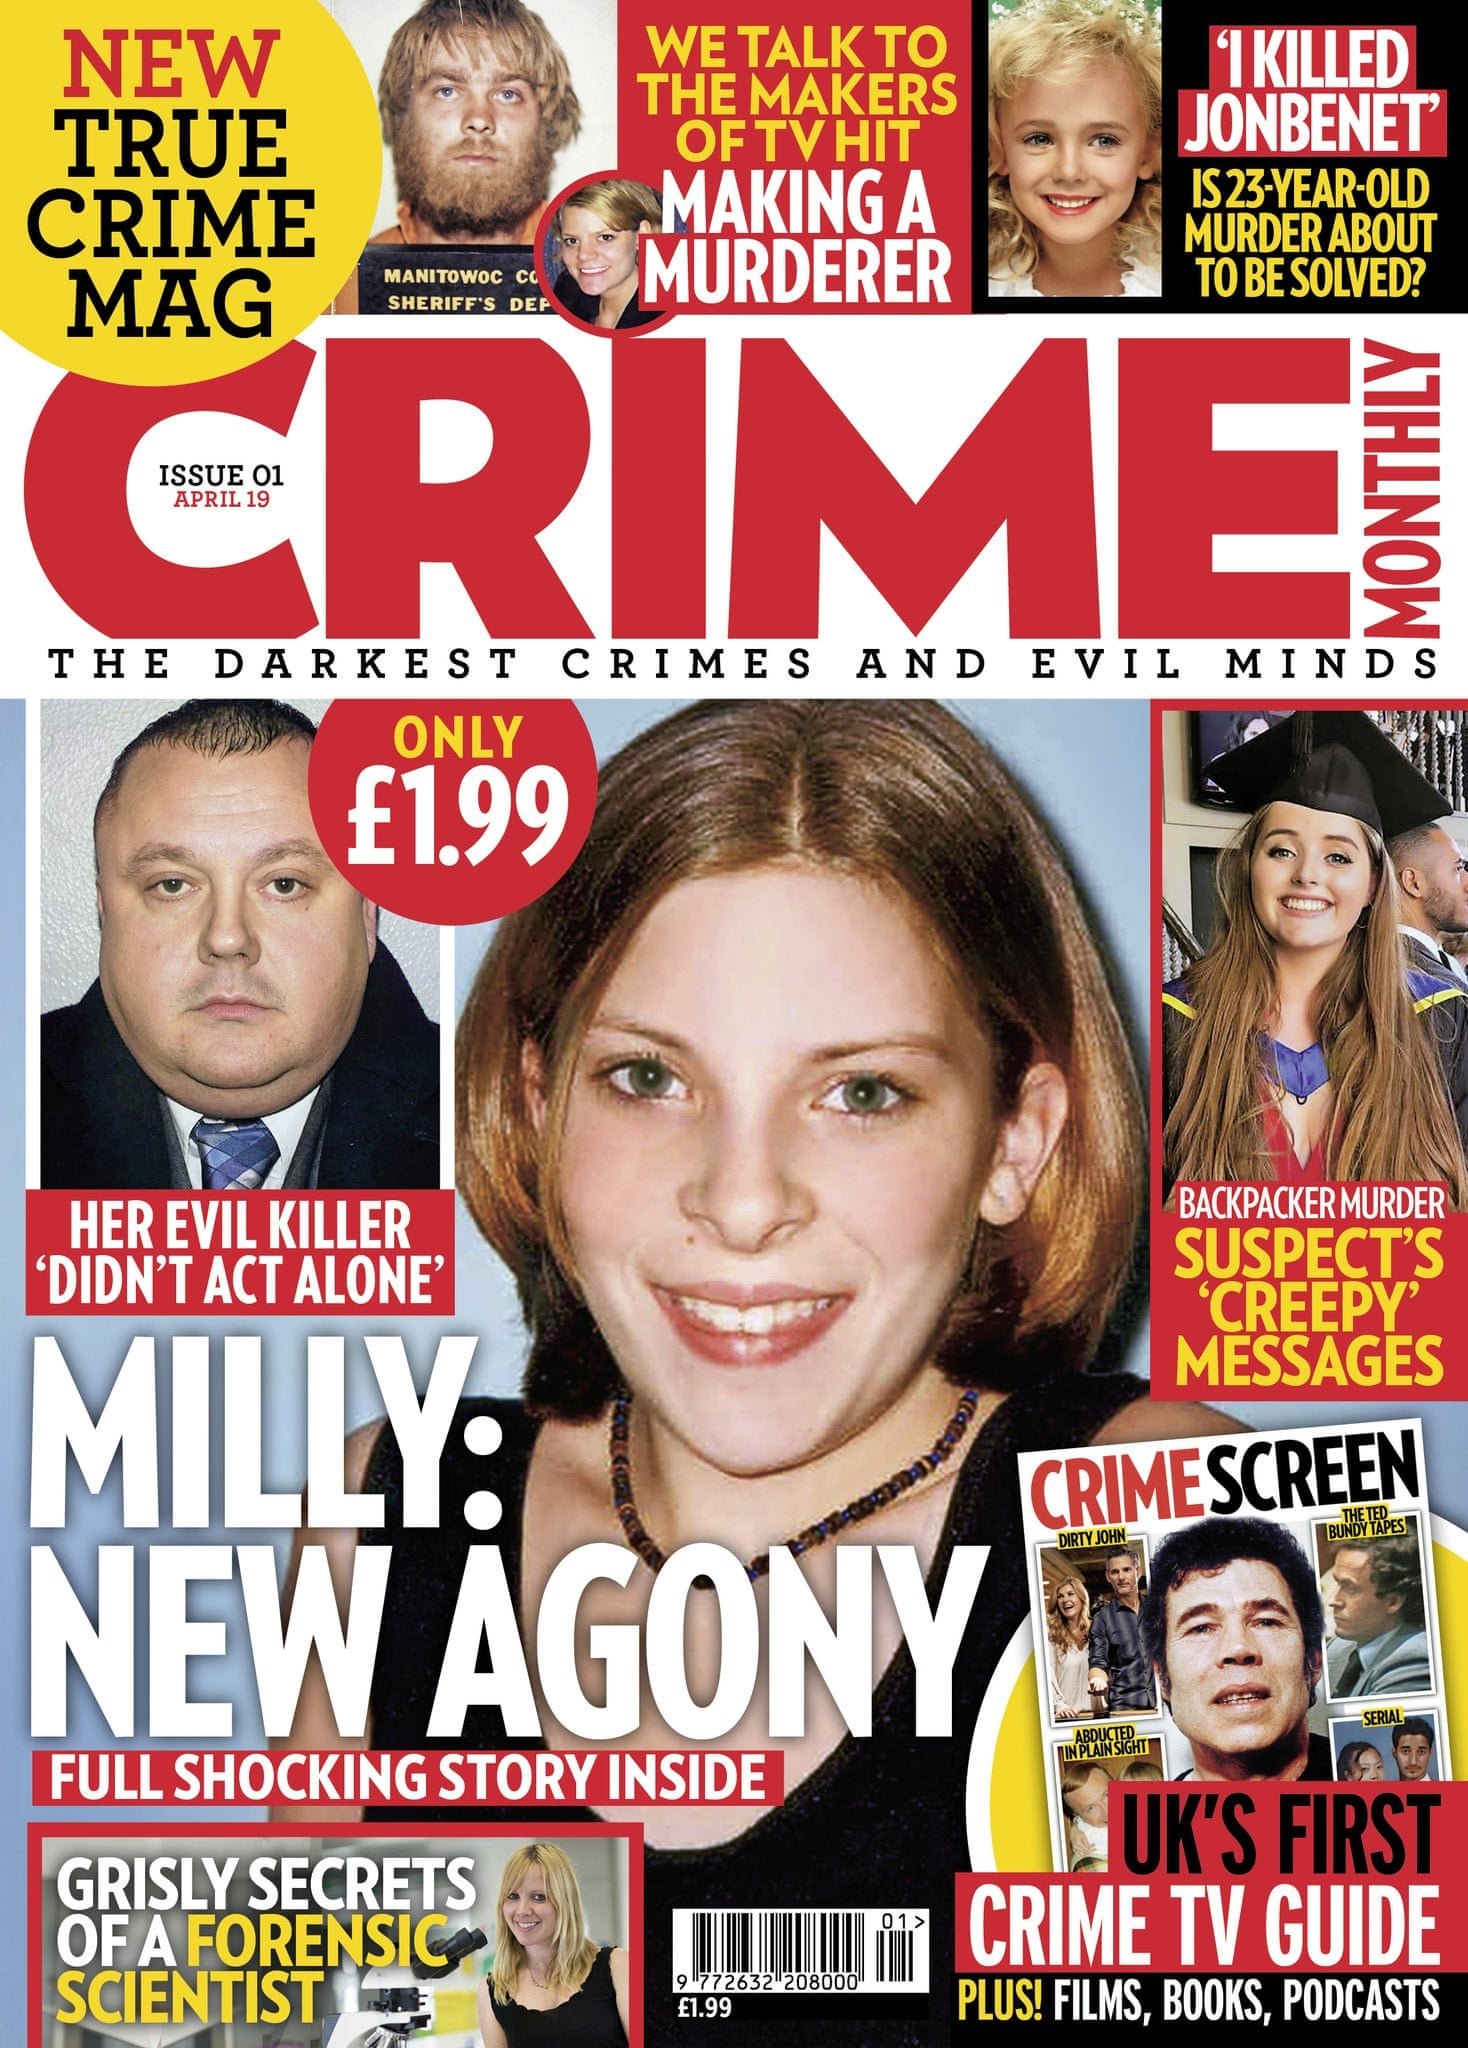 NEW
TRUE
CRIME
MAG
MANITOWOC CO
SHERIFF'S DEP
WE TALK TO
THE MAKERS
OF TV HIT
MAKING A
MURDERER
'I KILLED
JONBENET'
IS 23-YEAR-OLD
MURDER ABOUT
TO BE SOLVED?
CRIME
MONTHLY
ISSUE 01
APRIL 19
THE DARKEST CRIMES AND EVIL MINDS
ONLY
£1.99
HER EVIL KILLER
'DIDN'T ACT ALONE'
BACKPACKER MURDER
SUSPECT'S
'CREEPY'
MESSAGES
MILLY:
NEW AGONY
FULL SHOCKING STORY INSIDE
CRIMESCREEN
DIRTY JOHN
THE TED
BUNDY TAPES
ABDUCTED
IN PLAIN SIGHT
SERIAL
UK'S FIRST
CRIME TV GUIDE
PLUS! FILMS, BOOKS, PODCASTS
GRISLY SECRETS
OF A FORENSIC
SCIENTIST
01>
9 772632 208000
£1.99